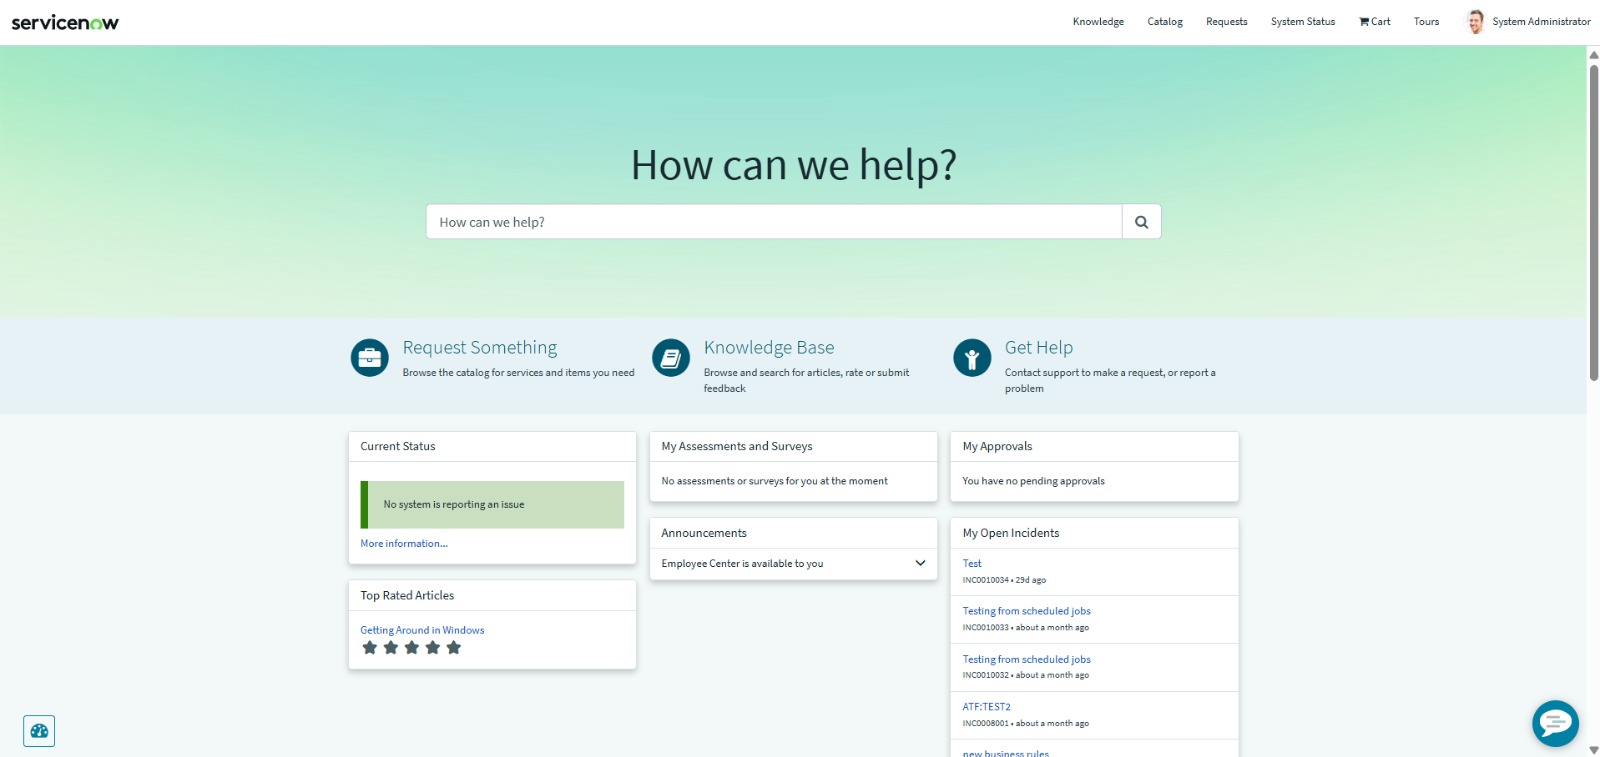 servicenow
Knowledge
Catalog
Requests
System Status
Cart
Tours
System Administrator
How can we help?
How can we help?
Request Something
Browse the catalog for services and items you need
Knowledge Base
Browse and search for articles, rate or submit
feedback
Get Help
Contact support to make a request, or report a
problem
Current Status
No system is reporting an issue
More information...
Top Rated Articles
Getting Around in Windows
My Assessments and Surveys
No assessments or surveys for you at the moment
Announcements
Employee Center is available to you
My Approvals
You have no pending approvals
My Open Incidents
Test
INC0010034 • 29d ago
Testing from scheduled jobs
INC0010033 • about a month ago
Testing from scheduled jobs
INC0010032 • about a month ago
ATF:TEST2
INC0008001 • about a month ago
new business rules